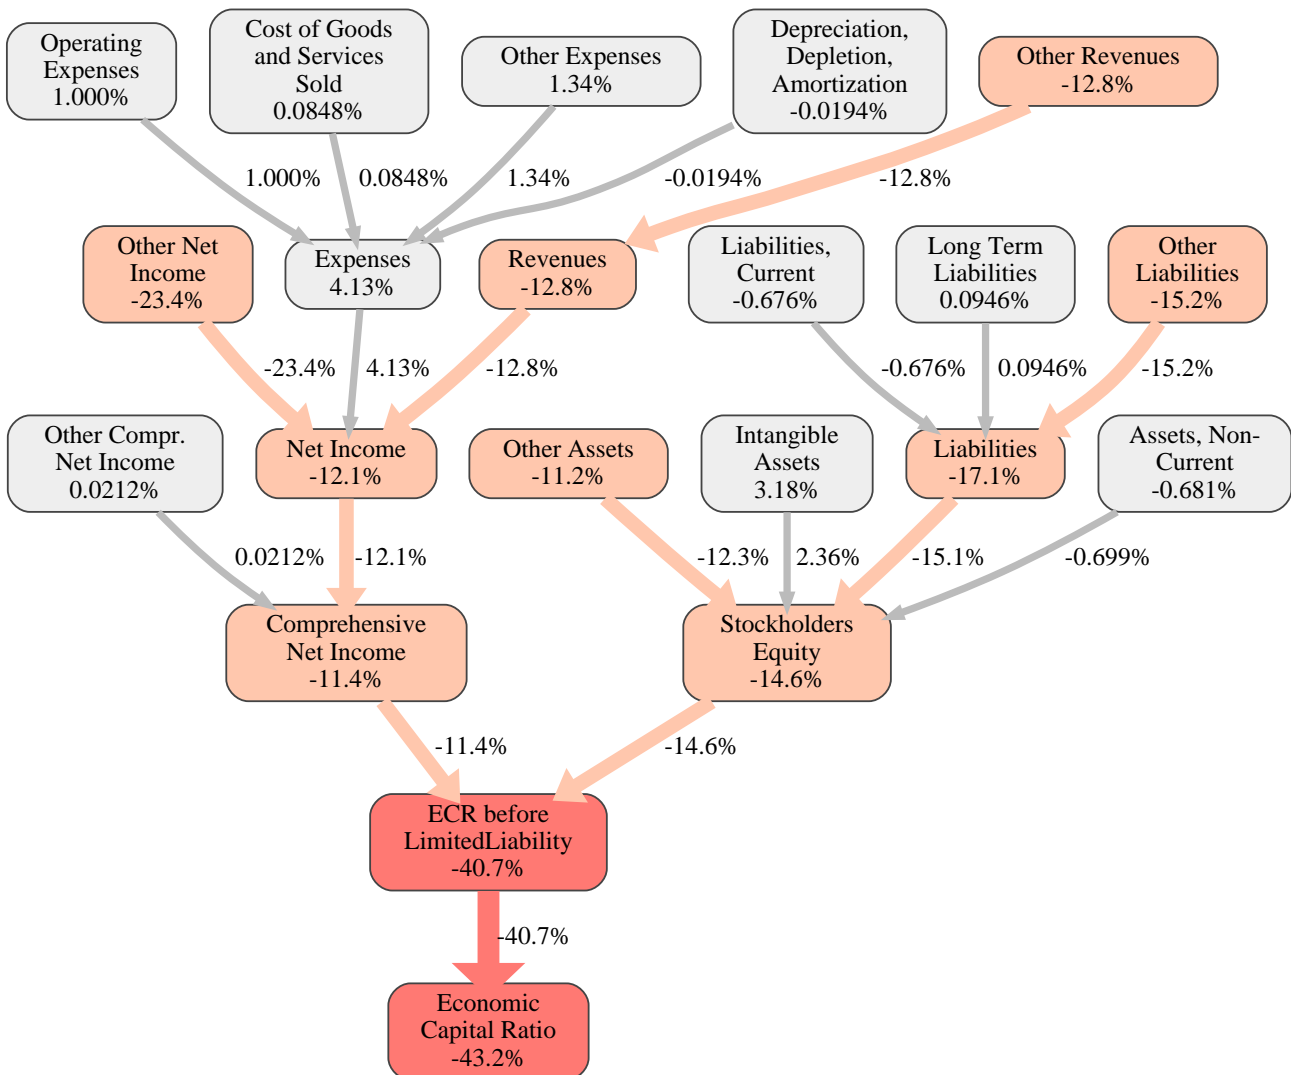 Operating
Expenses
1.000%
Cost of Goods
and Services
Sold
0.0848%
Other Expenses
1.34%
Depreciation,
Depletion,
Amortization
-0.0194%
Other Revenues
-12.8%
1.000%
0.0848%
1.34%
-0.0194%
-12.8%
Other Net
Income
-23.4%
Expenses
4.13%
Revenues
-12.8%
Liabilities,
Current
-0.676%
Long Term
Liabilities
0.0946%
Other
Liabilities
-15.2%
-23.4%
4.13%
-12.8%
-0.676%
0.0946%
-15.2%
Other Compr.
Net Income
0.0212%
Net Income
-12.1%
Other Assets
-11.2%
Intangible
Assets
3.18%
Liabilities
-17.1%
Assets, Non-
Current
-0.681%
0.0212%
-12.1%
-12.3%
2.36%
-15.1%
-0.699%
Comprehensive
Net Income
-11.4%
Stockholders
Equity
-14.6%
-11.4%
-14.6%
ECR before
LimitedLiability
-40.7%
-40.7%
Economic
Capital Ratio
-43.2%